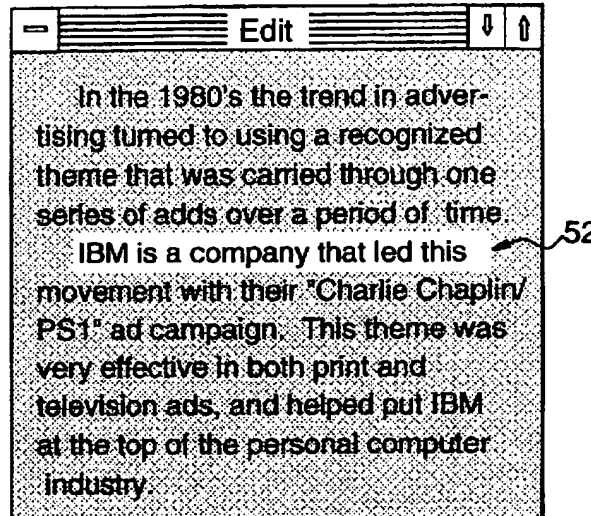 Edit
In the 1980's the trend in adver-
tising turned to using a recognized
theme that was carried through one
series of adds over a period of time.
IBM is a company that led this
52
movement with their "Charlie Chaplin/
PS1" ad campaign. This theme was
very effective in both print and
television ads, and helped put IBM
at the top of the personal computer
industry.